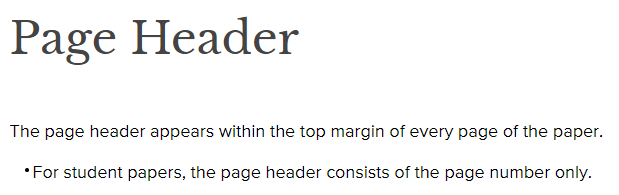 Page Header
The page header appears within the top margin of every page of the paper.
•For student papers, the page header consists of the page number only.